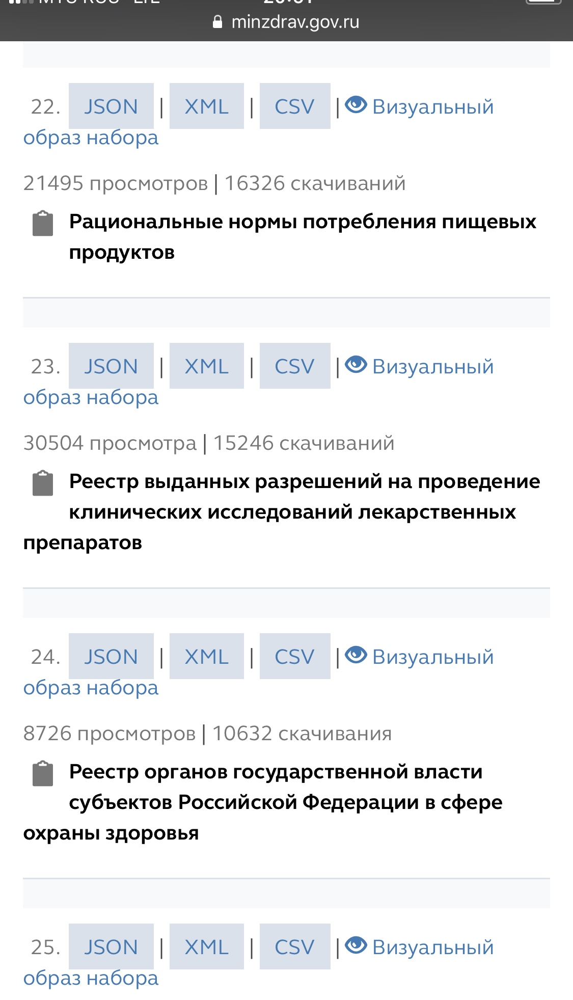 minzdrav.gov.ru
22. JSON | XML | CSV | Визуальный
образ набора
21495 просмотров | 16326 скачиваний
Рациональные нормы потребления пищевых
продуктов
23. JSON | XML | CSV | Визуальный
образ набора
30504 просмотра | 15246 скачиваний
Реестр выданных разрешений на проведение
клинических исследований лекарственных
препаратов
24. JSON | XML | CSV | Визуальный
образ набора
8726 просмотров | 10632 скачивания
Реестр органов государственной власти
субъектов Российской Федерации в сфере
охраны здоровья
25. JSON | XML | CSV | Визуальный
образ набора